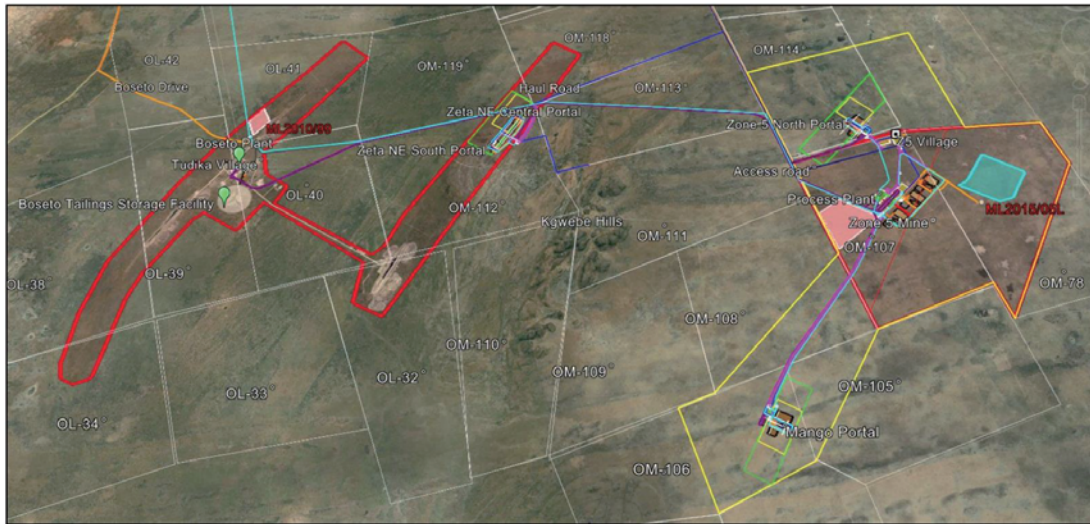 OM-118°
OL-42
OM-114°
OL-41
OM-119°
Boseto Drive
Haul Road
OM-113°
Zeta NE Central Portal
ML2010/99
Zone 5 North Portal
Boseto Plant
Z5 Village
Zeta NE South Portal
Tudika Village
Access road°
OL-40
Process Plant
Boseto Tailings Storage Facility
ML2015/05L
OM-112
Kgwebe Hills
Zone 5 Mine°
OM-111
OM-107
OL-39°
OL-38°
OM-78°
OM-108°
OM-110°
OM-109°
OL-32°
OM-105°
OL-33°
OL-34°
Mango Portal
OM-106